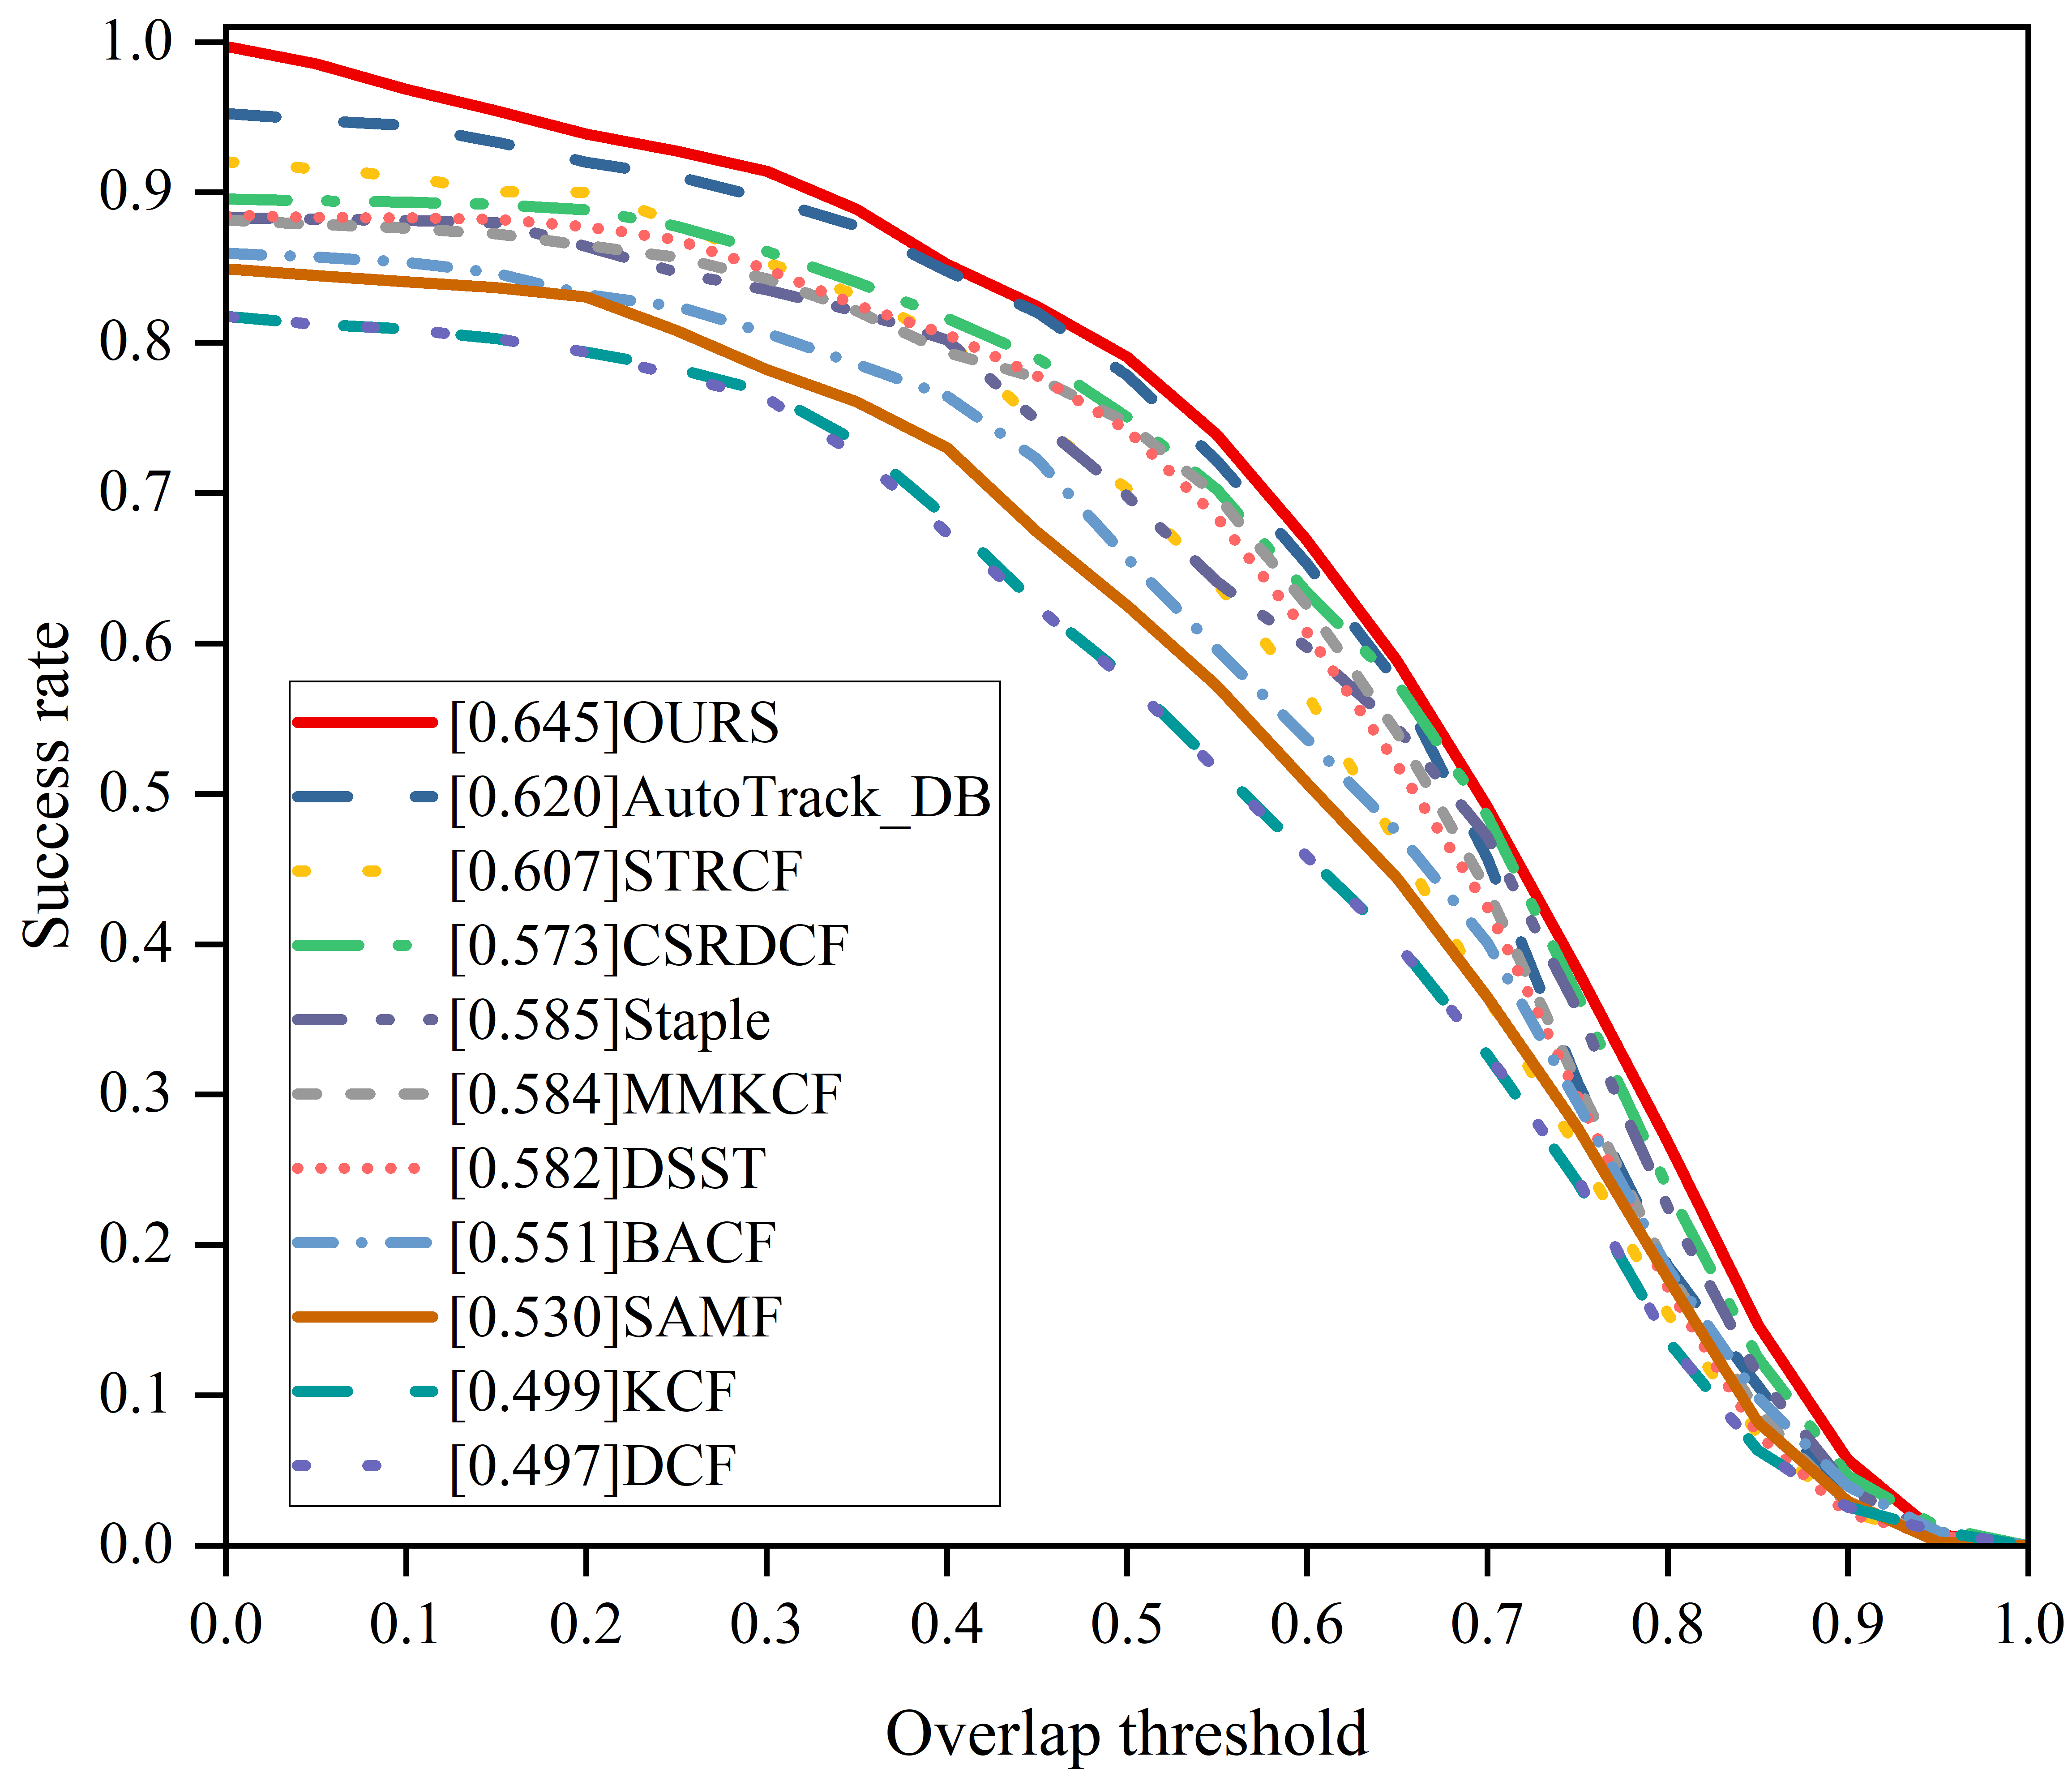 1.0
0.9
0.8
0.7
0.6
0.5
0.4
0.3
0.2
0.1
0.0
Success rate
[0.645]OURS
[0.620]AutoTrack_DB
[0.607]STRCF
[0.573]CSRDCF
[0.585]Staple
[0.584]MMKCF
[0.582]DSST
[0.551]BACF
[0.530]SAMF
[0.499]KCF
[0.497]DCF
0.0 0.1 0.2 0.3 0.4 0.5 0.6 0.7 0.8 0.9 1.0
Overlap threshold